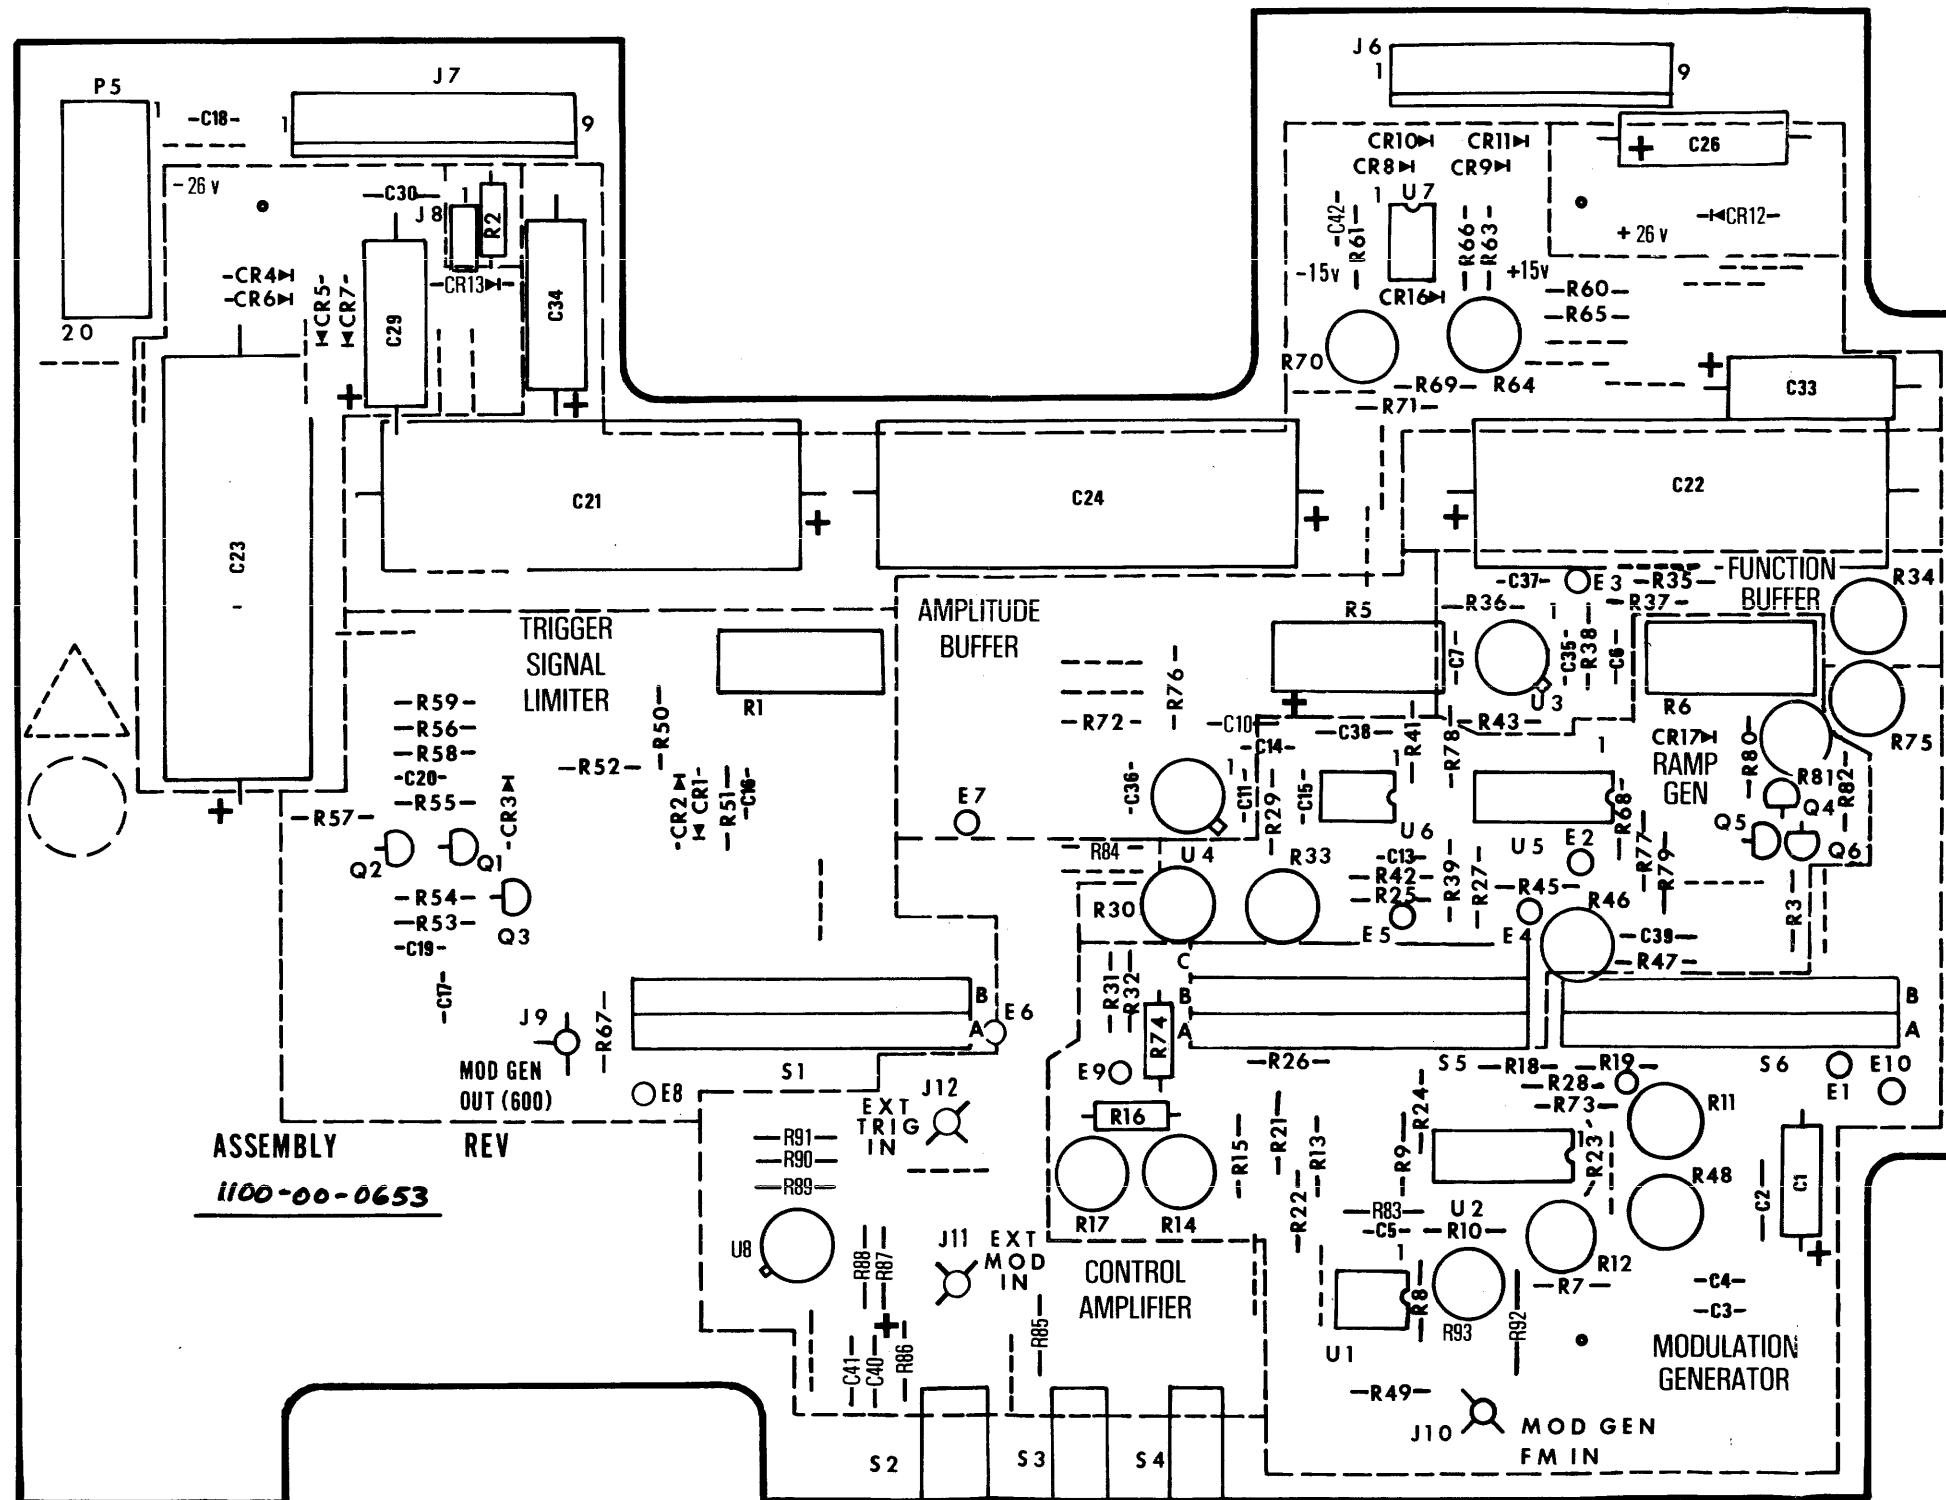 P5
1
20
-C18-
J7
1
9
-26 v
C30
J8
1
R2
CR4
CR6
CR5
CR7
CR13
C29
C34
C23
C21
C24
C22
J6
1
9
CR10
CR11
CR8
CR9
C26
CR12
+26 v
1
U7
C42
R61
R66
R63
-15v
+15v
CR16
R60
R65
R70
R69
R64
R71
C33
TRIGGER
SIGNAL
LIMITER
R1
R59
R56
R58
C20
R55
R57
R52
R50
CR3
CR2
CR1
R51
C16
Q2
Q1
R54
R53
C19
Q3
C17
J9
R67
MOD GEN
OUT (600)
B
A
E6
S1
E8
AMPLITUDE
BUFFER
E7
R76
R72
C10
C14
C36
1
C11
R29
C15
C38
R41
R78
1
U6
R5
C7
R36
C37
E3
R35
R37
1
C35
R38
C6
U3
R43
FUNCTION
BUFFER
R34
R6
R75
CR17
RAMP
GEN
R80
R81
R82
Q4
Q5
Q6
1
U5
R68
E2
R77
R79
R84
U4
R33
C13
R42
R25
R39
R27
R45
R46
R30
E5
E4
C39
R47
R3
C
B
A
R31
R32
R74
B
A
E9
R26
S5
R18
R19
S6
E1
E10
R28
R73
R11
R16
R17
R14
R15
R21
R13
R22
R9
R24
1
R23
U2
R83
C5
R10
R48
R12
R7
C2
C1
C4
C3
1
U1
R8
R93
R92
R49
J10
MOD GEN
FM IN
MODULATION
GENERATOR
CONTROL
AMPLIFIER
J12
EXT
TRIG
IN
R91
R90
R89
U8
R88
R87
J11
EXT
MOD
IN
R85
C41
C40
R86
S2
S3
S4
ASSEMBLY REV
1100-00-0653